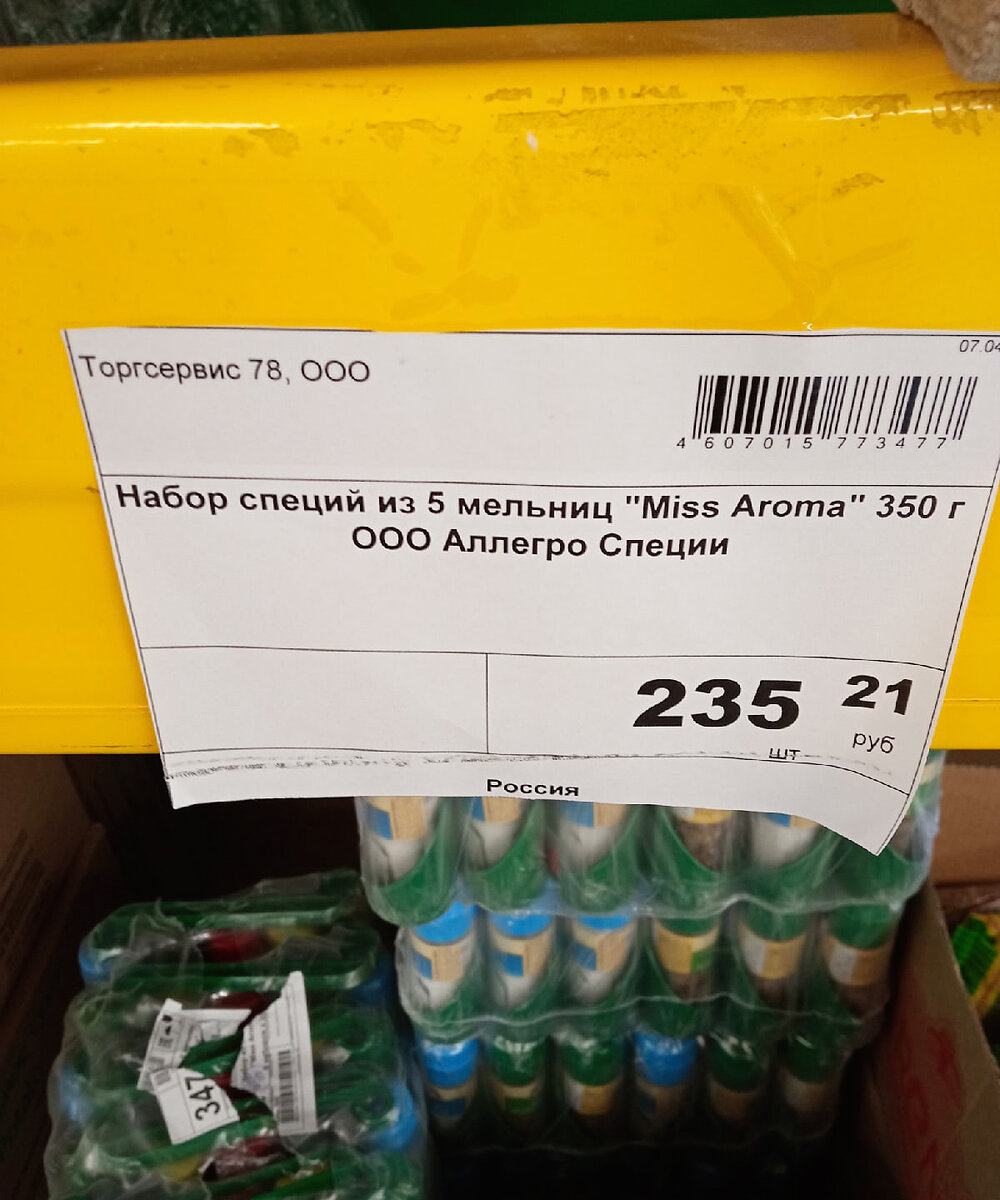 07.04
Торгсервис 78, ООО
4 607015 773477
Набор специй из 5 мельниц "Miss Aroma" 350 г
ООО Аллегро Специи
235 21
шт руб
Россия
347